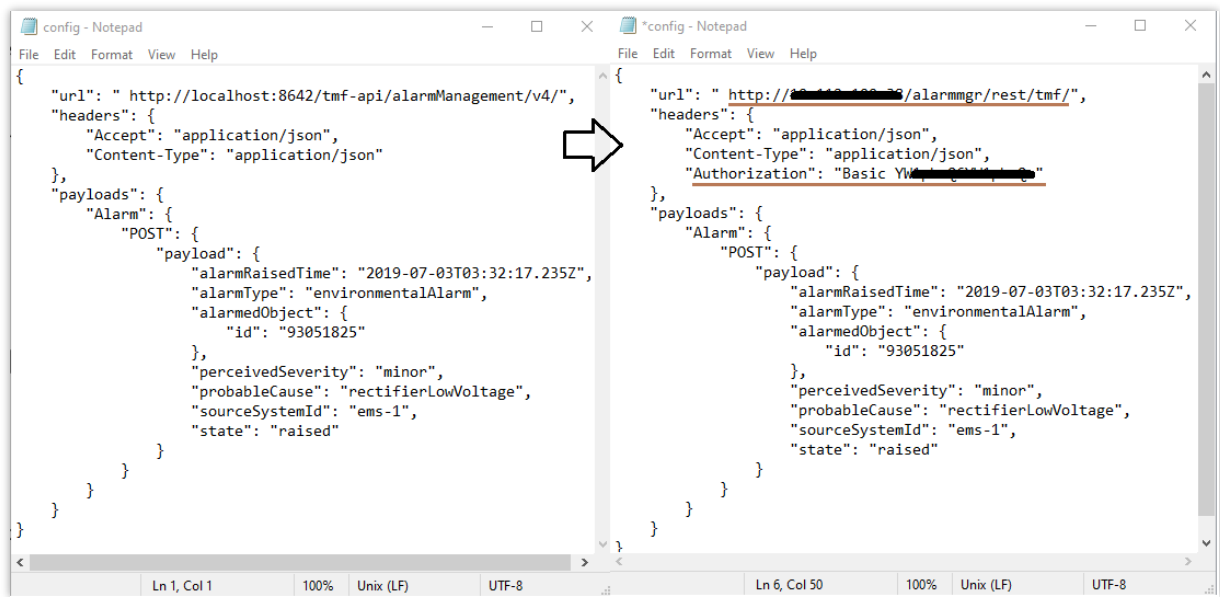 config - Notepad
File Edit Format View Help
{
    "url": " http://localhost:8642/tmf-api/alarmManagement/v4/",
    "headers": {
        "Accept": "application/json",
        "Content-Type": "application/json"
    },
    "payloads": {
        "Alarm": {
            "POST": {
                "payload": {
                    "alarmRaisedTime": "2019-07-03T03:32:17.235Z",
                    "alarmType": "environmentalAlarm",
                    "alarmedObject": {
                        "id": "93051825"
                    },
                    "perceivedSeverity": "minor",
                    "probableCause": "rectifierLowVoltage",
                    "sourceSystemId": "ems-1",
                    "state": "raised"
                }
            }
        }
    }
}
Ln 1, Col 1 100% Unix (LF) UTF-8
*config - Notepad
File Edit Format View Help
{
    "url": " http:///alarmmgr/rest/tmf/",
    "headers": {
        "Accept": "application/json",
        "Content-Type": "application/json",
        "Authorization": "Basic "
    },
    "payloads": {
        "Alarm": {
            "POST": {
                "payload": {
                    "alarmRaisedTime": "2019-07-03T03:32:17.235Z",
                    "alarmType": "environmentalAlarm",
                    "alarmedObject": {
                        "id": "93051825"
                    },
                    "perceivedSeverity": "minor",
                    "probableCause": "rectifierLowVoltage",
                    "sourceSystemId": "ems-1",
                    "state": "raised"
                }
            }
        }
    }
}
Ln 6, Col 50 100% Unix (LF) UTF-8